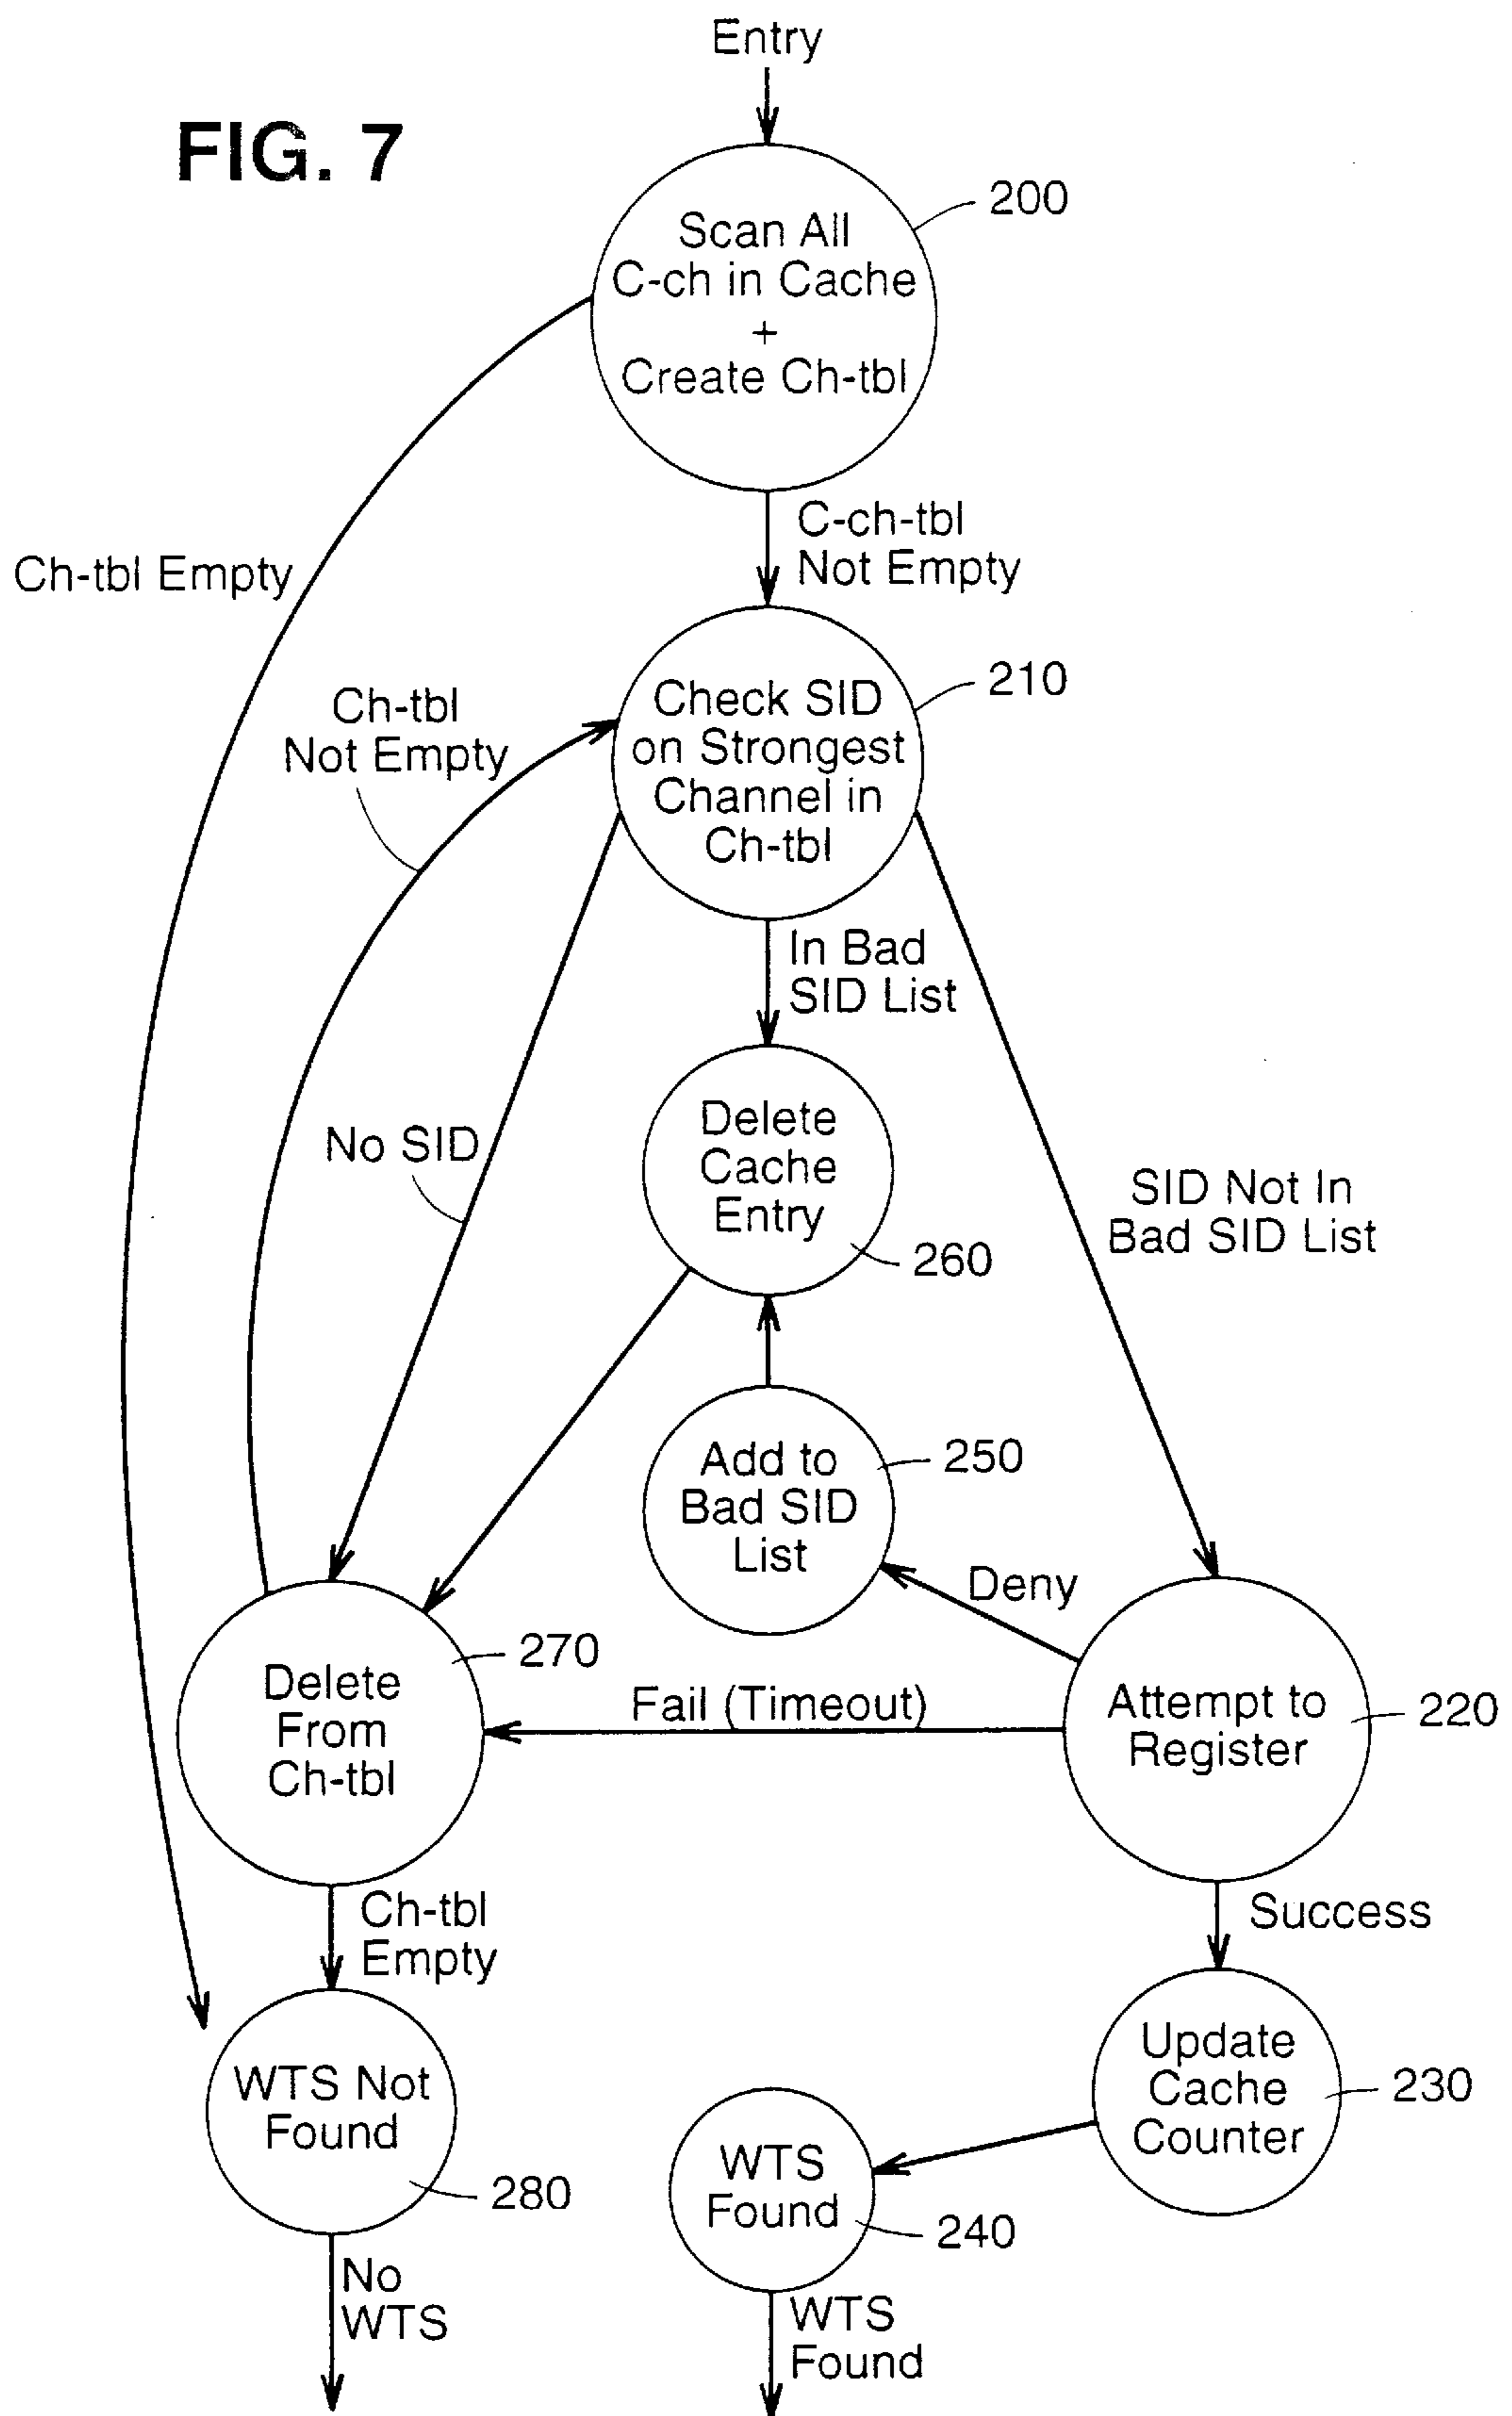 Entry
FIG. 7
200
Scan All
C-ch in Cache
+
Create Ch-tbl
C-ch-tbl
Not Empty
Ch-tbl Empty
210
Ch-tbl
Not Empty
Check SID
on Strongest
Channel in
Ch-tbl
In Bad
SID List
No SID
Delete
Cache
Entry
260
SID Not In
Bad SID List
250
Add to
Bad SID
List
Deny
270
Delete
From
Ch-tbl
Fail (Timeout)
Attempt to
Register
220
Ch-tbl
Empty
Success
WTS Not
Found
280
Update
Cache
Counter
230
WTS
Found
240
No
WTS
WTS
Found